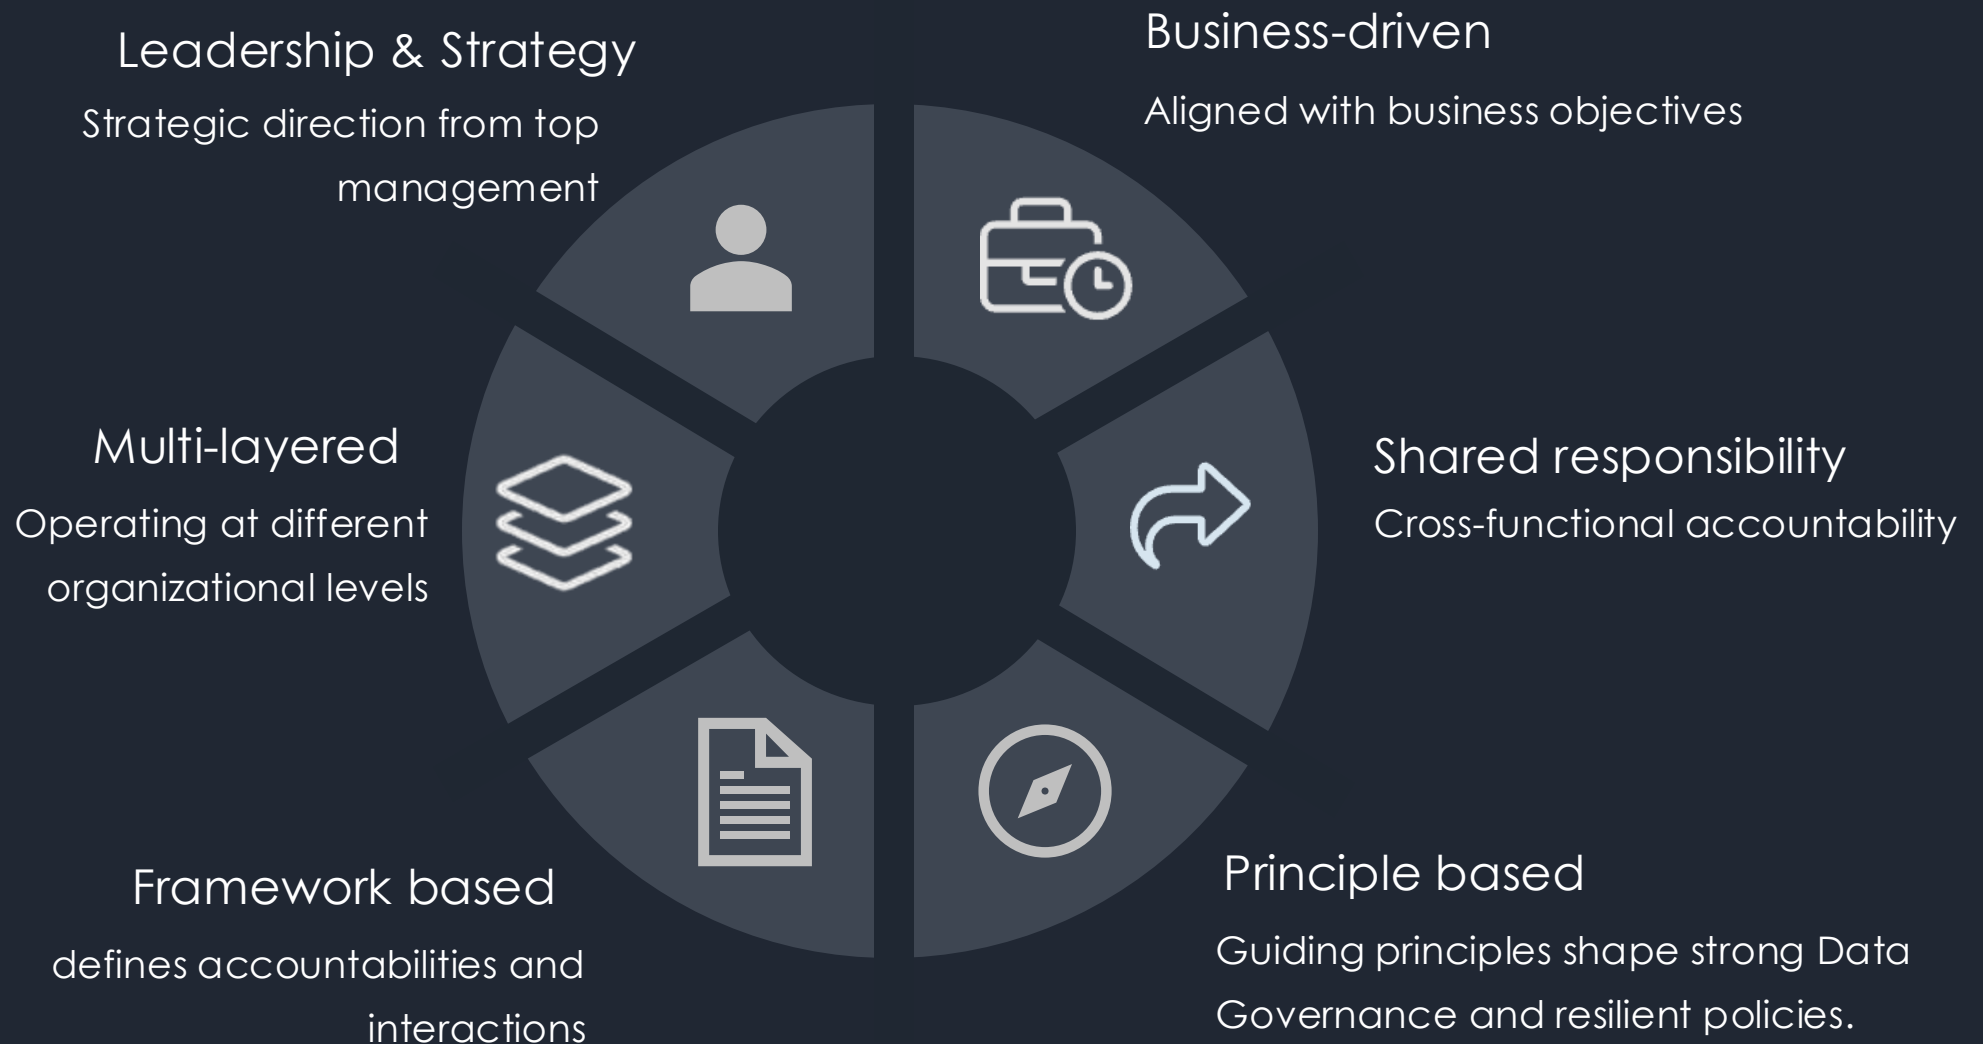 Leadership & Strategy
Strategic direction from top
management
Business-driven
Aligned with business objectives
Multi-layered
Operating at different
organizational levels
Shared responsibility
Cross-functional accountability
Framework based
defines accountabilities and
interactions
Principle based
Guiding principles shape strong Data
Governance and resilient policies.